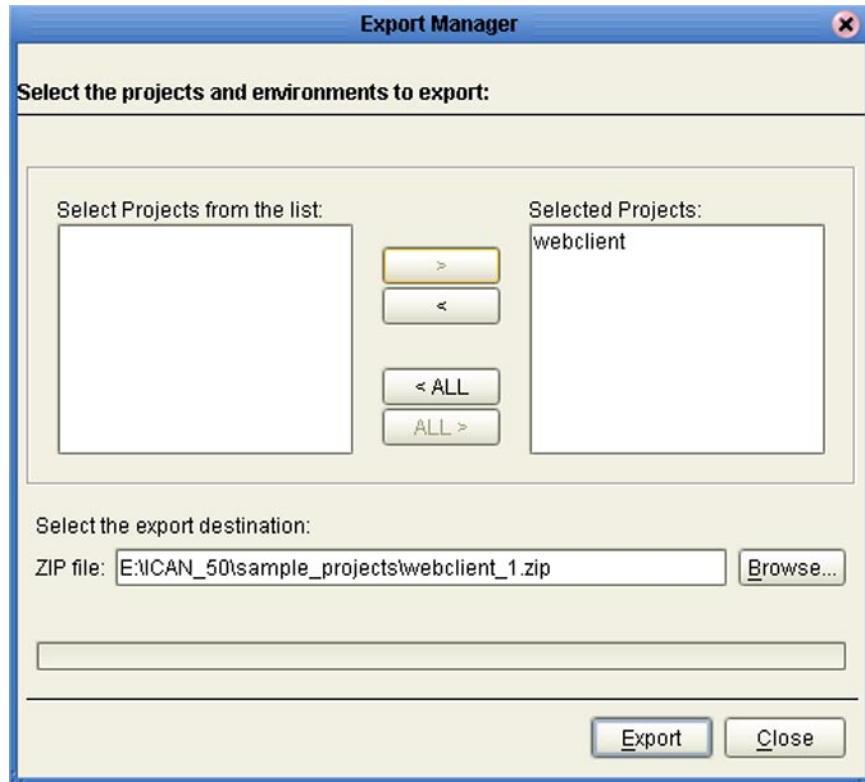 Export Manager
Select the projects and environments to export:
Select Projects from the list:
Selected Projects:
webclient
>
<
< ALL
ALL >
Select the export destination:
ZIP file: E:\ICAN_50\sample_projects\webclient_1.zip Browse...
Export Close